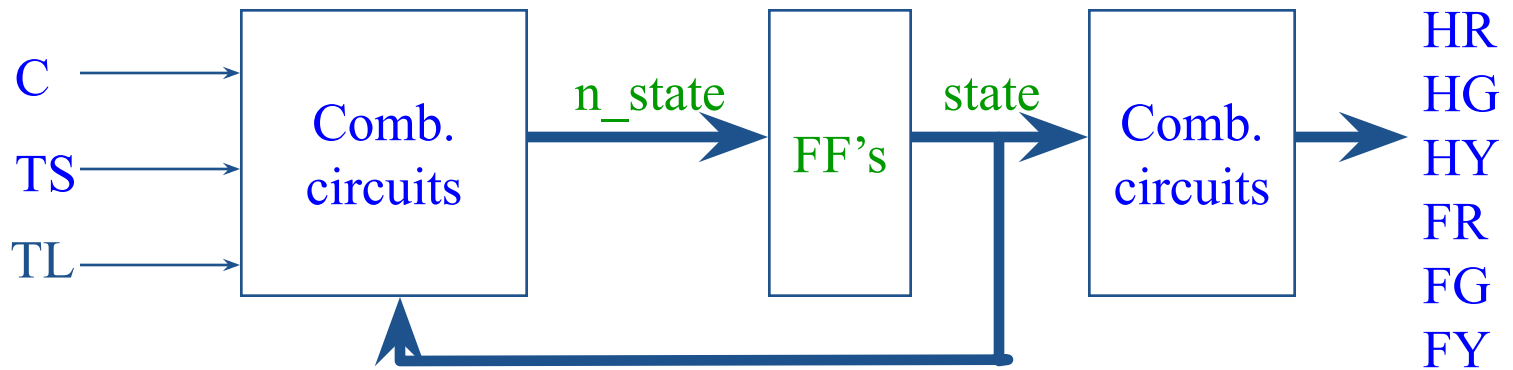 C
TS
TL
Comb.
circuits
n_state
FF’s
state
Comb.
circuits
HR
HG
HY
FR
FG
FY